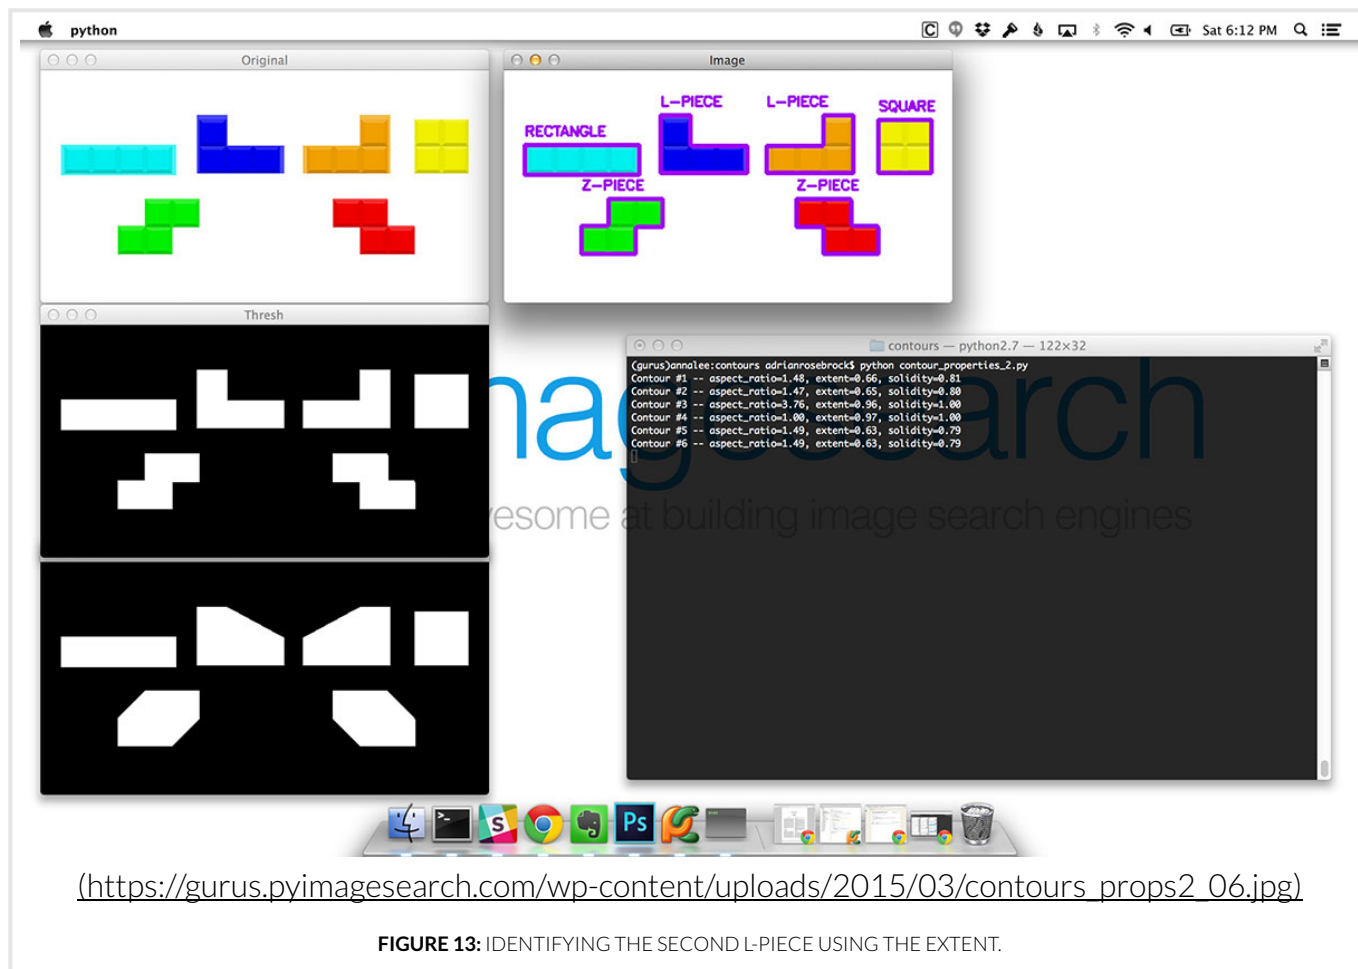 python
Sat 6:12 PM
Original
Image
L-PIECE
L-PIECE
SQUARE
RECTANGLE
Z-PIECE
Z-PIECE
Thresh
contours — python2.7 — 122×32
(gurus)annalee:contours adrianrosebrock$ python contour_properties_2.py
Contour #1 -- aspect_ratio=1.48, extent=0.66, solidity=0.81
Contour #2 -- aspect_ratio=1.47, extent=0.65, solidity=0.80
Contour #3 -- aspect_ratio=3.76, extent=0.96, solidity=1.00
Contour #4 -- aspect_ratio=1.00, extent=0.97, solidity=1.00
Contour #5 -- aspect_ratio=1.49, extent=0.63, solidity=0.79
Contour #6 -- aspect_ratio=1.49, extent=0.63, solidity=0.79
magesearch
vesome at building image search engines
S
Ps
(https://gurus.pyimagesearch.com/wp-content/uploads/2015/03/contours_props2_06.jpg)
FIGURE 13: IDENTIFYING THE SECOND L-PIECE USING THE EXTENT.